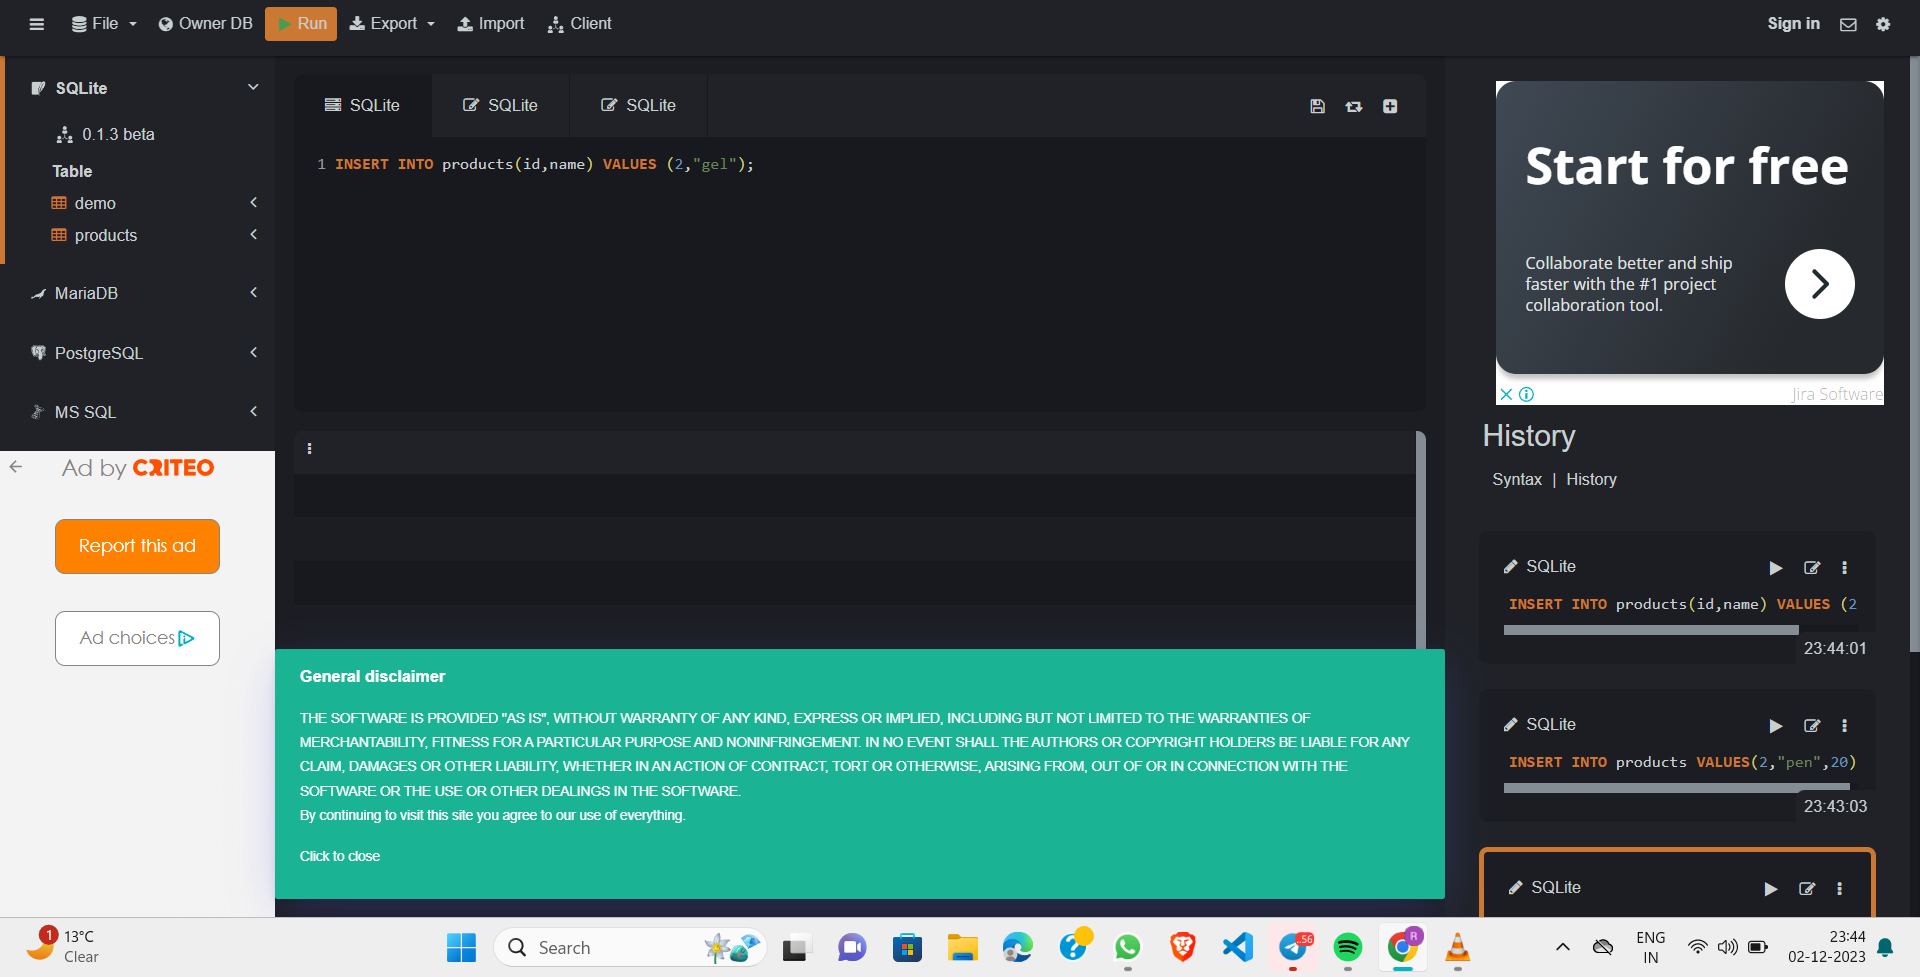 File
Owner DB
Run
Export
Import
Client
Sign in
SQLite
0.1.3 beta
Table
demo
products
MariaDB
PostgreSQL
MS SQL
Ad by CRITEO
Report this ad
Ad choices
SQLite
SQLite
SQLite
1 INSERT INTO products(id,name) VALUES (2,"gel");
General disclaimer
THE SOFTWARE IS PROVIDED "AS IS", WITHOUT WARRANTY OF ANY KIND, EXPRESS OR IMPLIED, INCLUDING BUT NOT LIMITED TO THE WARRANTIES OF
MERCHANTABILITY, FITNESS FOR A PARTICULAR PURPOSE AND NONINFRINGEMENT. IN NO EVENT SHALL THE AUTHORS OR COPYRIGHT HOLDERS BE LIABLE FOR ANY
CLAIM, DAMAGES OR OTHER LIABILITY, WHETHER IN AN ACTION OF CONTRACT, TORT OR OTHERWISE, ARISING FROM, OUT OF OR IN CONNECTION WITH THE
SOFTWARE OR THE USE OR OTHER DEALINGS IN THE SOFTWARE.
By continuing to visit this site you agree to our use of everything.
Click to close
Start for free
Collaborate better and ship
faster with the #1 project
collaboration tool.
Jira Software
History
Syntax | History
SQLite
INSERT INTO products(id,name) VALUES (2
23:44:01
SQLite
INSERT INTO products VALUES(2,"pen",20)
23:43:03
SQLite
1
13°C
Clear
Search
..56
R
ENG
IN
23:44
02-12-2023